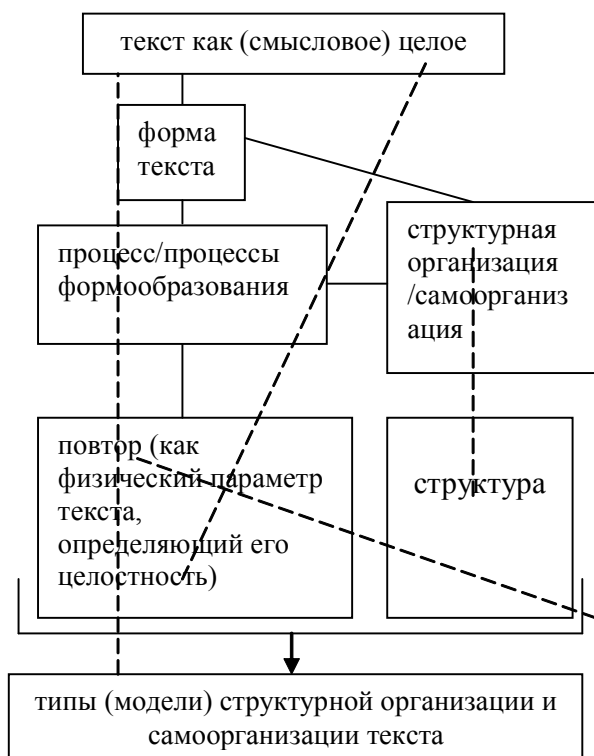 текст как (смысловое) целое
форма
текста
процесс/процессы
формообразования
структурная
организация
/самоорганиз
ация
повтор (как
физический параметр
текста,
определяющий его
целостность)
структура
типы (модели) структурной организации и
самоорганизации текста